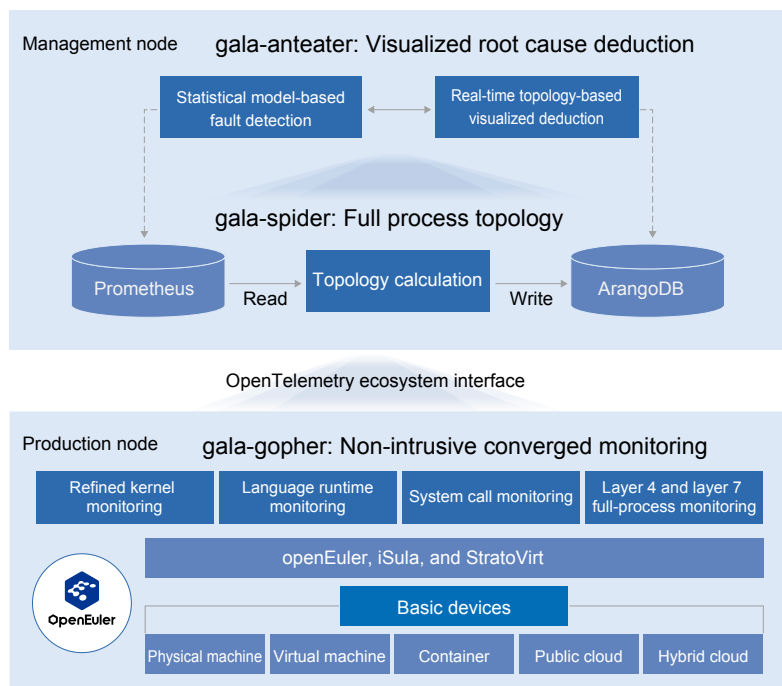 Management node
gala-anteater: Visualized root cause deduction
Statistical model-based
fault detection
Real-time topology-based
visualized deduction
gala-spider: Full process topology
Prometheus
Read
Topology calculation
Write
ArangoDB
OpenTelemetry ecosystem interface
Production node
gala-gopher: Non-intrusive converged monitoring
Refined kernel
monitoring
Language runtime
monitoring
System call monitoring
Layer 4 and layer 7
full-process monitoring
openEuler, iSula, and StratoVirt
OpenEuler
Basic devices
Physical machine
Virtual machine
Container
Public cloud
Hybrid cloud